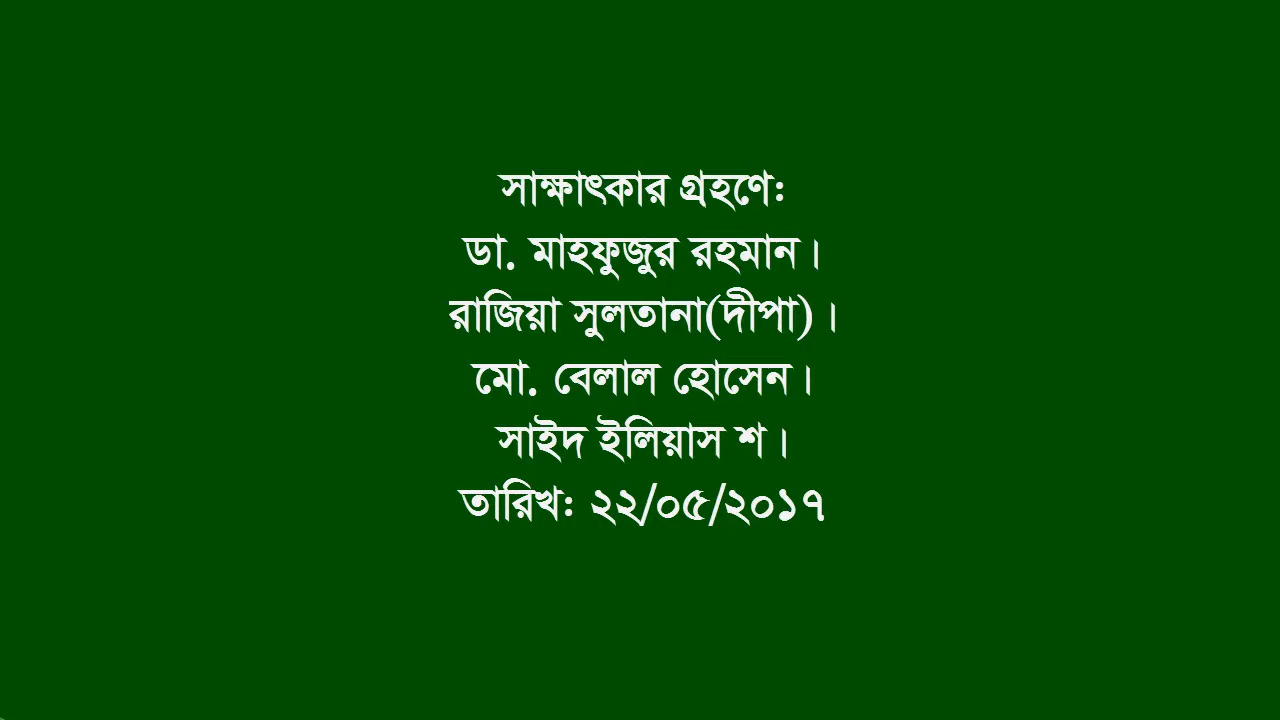 সাক্ষাৎকার গ্রহণে:
ডা. মাহফুজুর রহমান।
রাজিয়া সুলতানা(দীপা)।
মো. বেলাল হোসেন।
সাইদ ইলিয়াস শ।
তারিখ: ২২/০৫/২০১৭